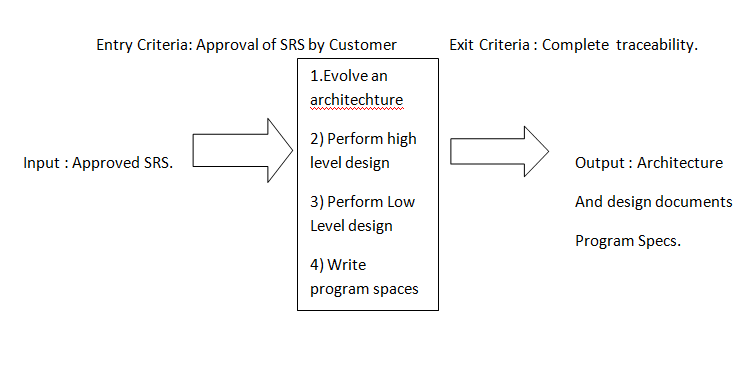 Entry Criteria: Approval of SRS by Customer
Exit Criteria : Complete traceability.
Input : Approved SRS.
1.Evolve an
architechture
2) Perform high
level design
3) Perform Low
Level design
4) Write
program spaces
Output : Architecture
And design documents
Program Specs.